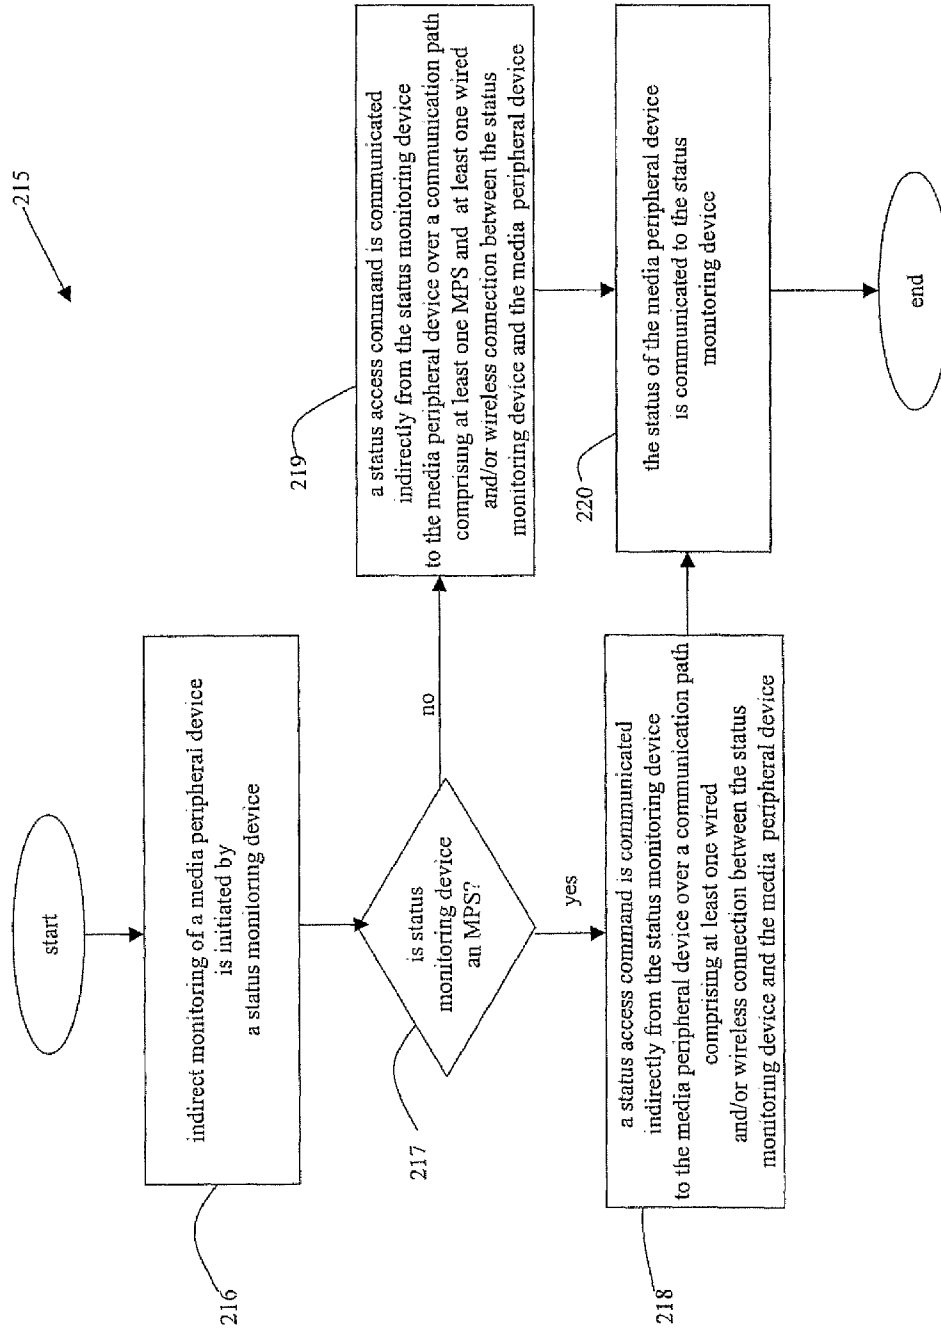 215
start
indirect monitoring of a media peripheral device
is initiated by
a status monitoring device
216
is status
monitoring device
an MPS?
217
no
yes
219
a status access command is communicated
indirectly from the status monitoring device
to the media peripheral device over a communication path
comprising at least one MPS and at least one wired
and/or wireless connection between the status
monitoring device and the media peripheral device
a status access command is communicated
indirectly from the status monitoring device
to the media peripheral device over a communication path
comprising at least one wired
and/or wireless connection between the status
monitoring device and the media peripheral device
218
220
the status of the media peripheral device
is communicated to the status
monitoring device
end